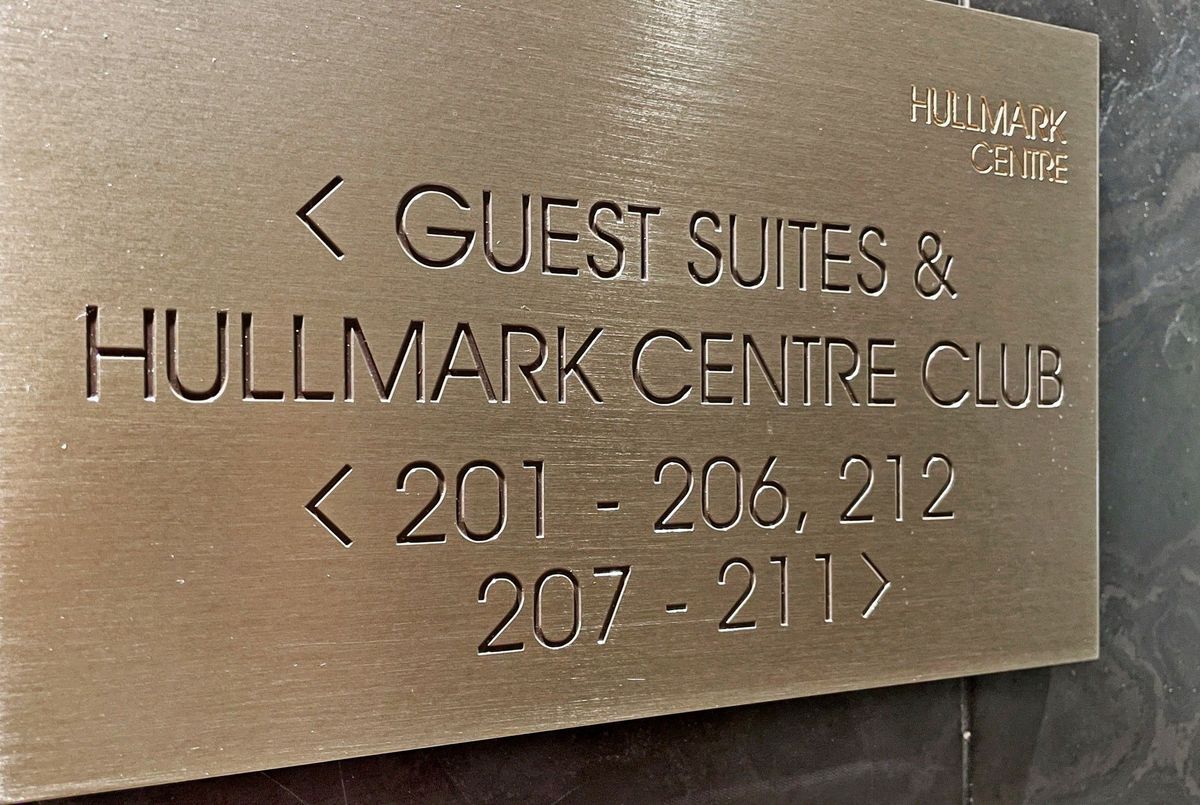 HULLMARK
CENTRE
< GUEST SUITES &
HULLMARK CENTRE CLUB
< 201 - 206, 212
207 - 211 >